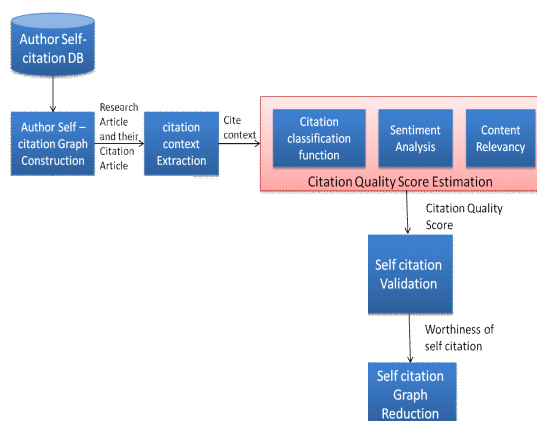 Author Self-
citation DB
Author Self –
citation Graph
Construction
Research
Article
and their
Citation
Article
citation
context
Extraction
Cite
context
Citation
classification
function
Sentiment
Analysis
Content
Relevancy
Citation Quality Score Estimation
Citation Quality
Score
Self citation
Validation
Worthiness of
self citation
Self citation
Graph
Reduction